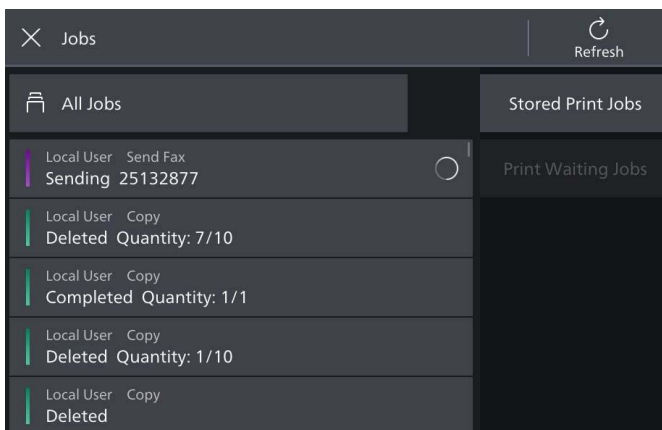 Jobs
Refresh
All Jobs
Stored Print Jobs
Print Waiting Jobs
Local User Send Fax
Sending 25132877
Local User Copy
Deleted Quantity: 7/10
Local User Copy
Completed Quantity: 1/1
Local User Copy
Deleted Quantity: 1/10
Local User Copy
Deleted